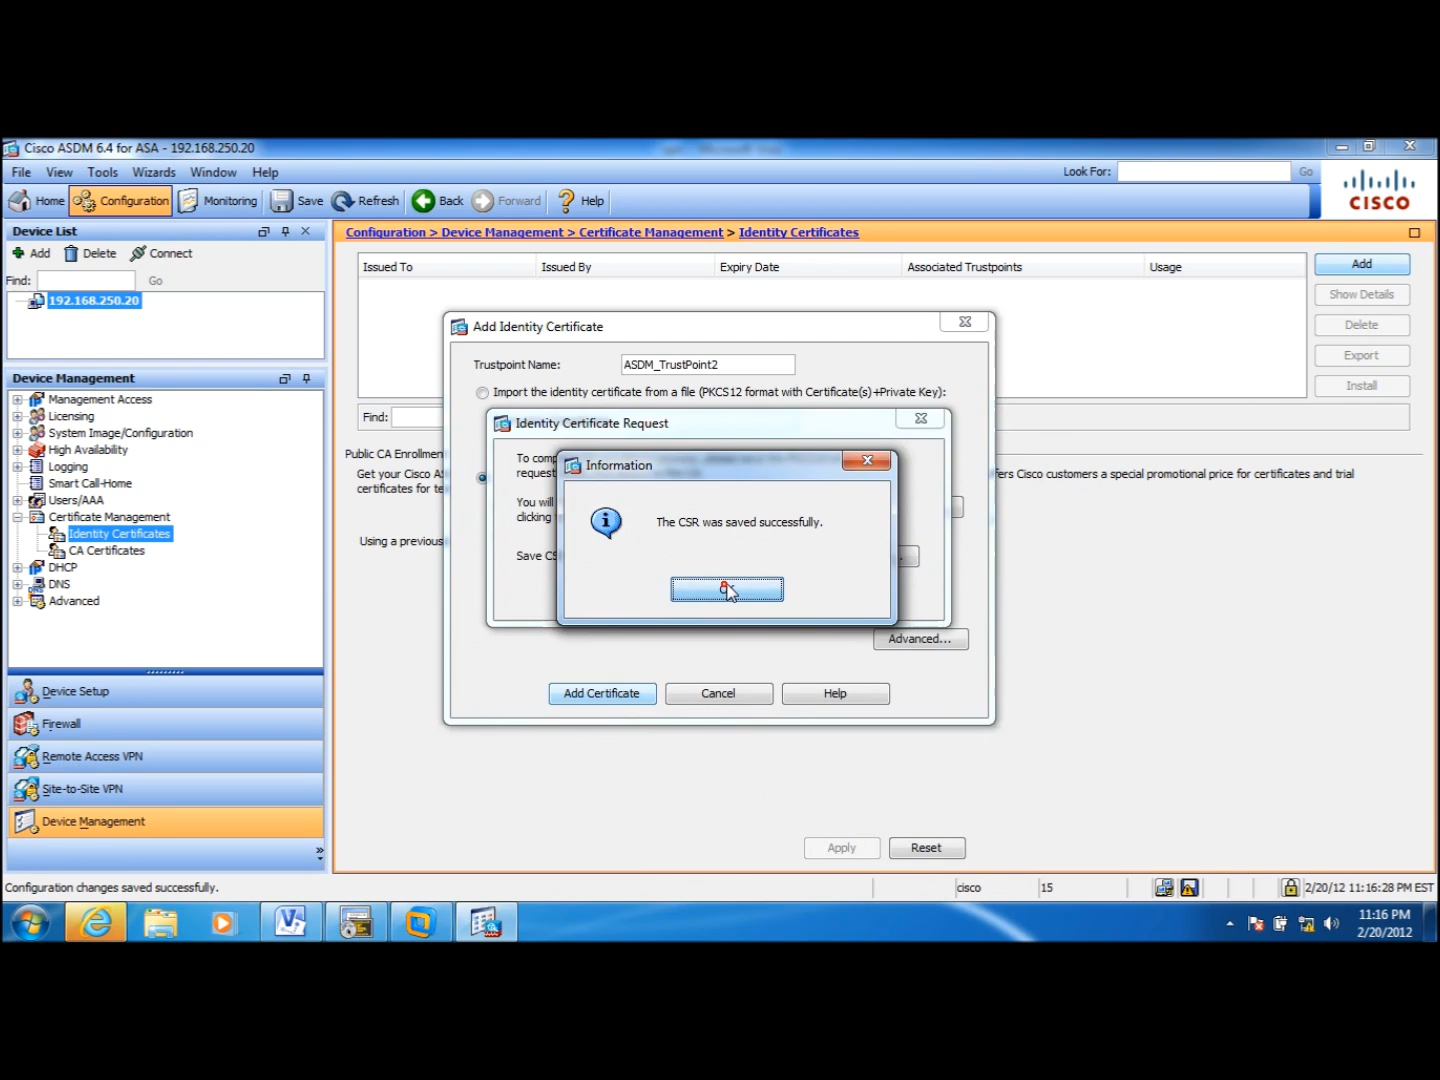 Cisco ASDM 6.4 for ASA - 192.168.250.20
File View Tools Wizards Window Help
Look For:
Go
Home Configuration Monitoring Save Refresh Back Forward Help
CISCO
Device List
Add Delete Connect
Find:
Go
192.168.250.20
Device Management
Management Access
Licensing
System Image/Configuration
High Availability
Logging
Smart Call-Home
Users/AAA
Certificate Management
Identity Certificates
CA Certificates
DHCP
DNS
Advanced
Device Setup
Firewall
Remote Access VPN
Site-to-Site VPN
Device Management
Configuration > Device Management > Certificate Management > Identity Certificates
Issued To Issued By Expiry Date Associated Trustpoints Usage
Add
Show Details
Delete
Export
Install
Find:
Public CA Enrollmen
Get your Cisco AS
fers Cisco customers a special promotional price for certificates and trial
certificates for te
Using a previous
Add Identity Certificate
Trustpoint Name: ASDM_TrustPoint2
Import the identity certificate from a file (PKCS12 format with Certificate(s)+Private Key):
Identity Certificate Request
To comp
request
You will
clicking
Save CS
Information
The CSR was saved successfully.
Advanced...
Add Certificate Cancel Help
Apply Reset
Configuration changes saved successfully.
cisco 15 2/20/12 11:16:28 PM EST
11:16 PM
2/20/2012